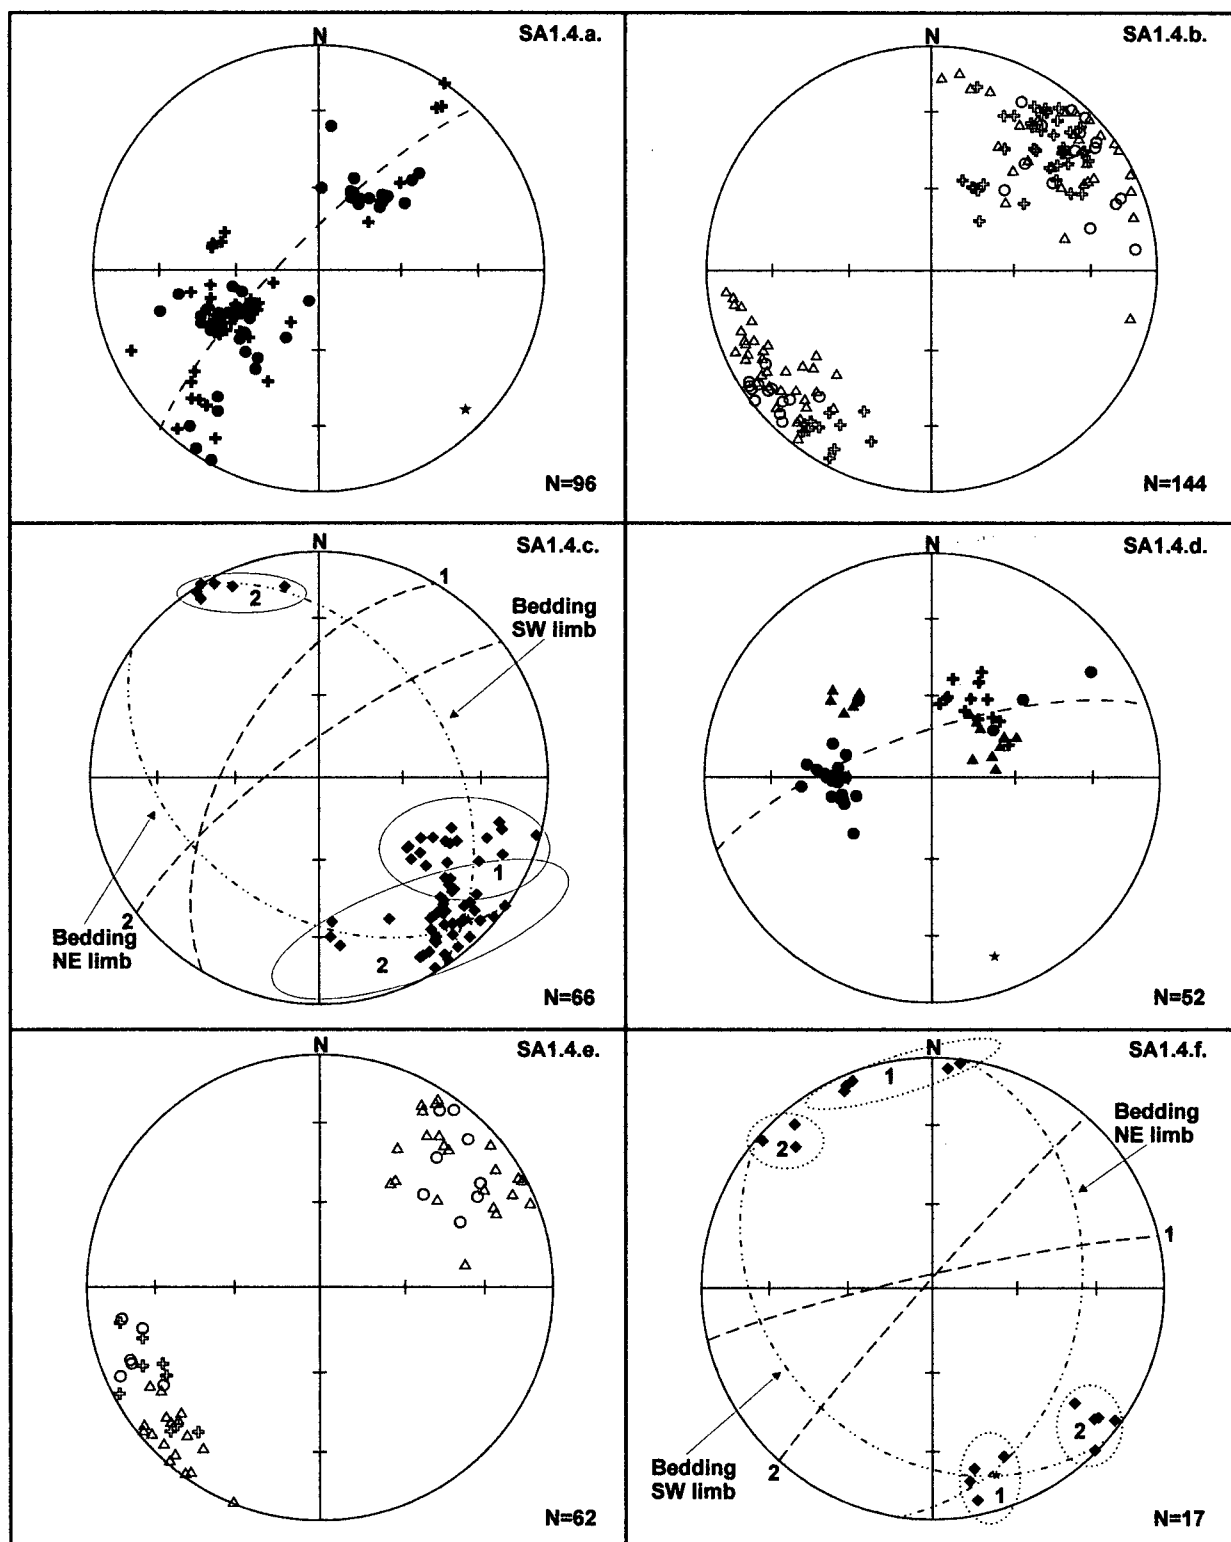 N
SA1.4.a.
N=96
N
SA1.4.b.
N=144
N
SA1.4.c.
1
2
Bedding
SW limb
1
2
Bedding
NE limb
2
N=66
N
SA1.4.d.
N=52
N
SA1.4.e.
N=62
N
SA1.4.f.
1
2
Bedding
NE limb
1
2
Bedding
SW limb
2
1
N=17